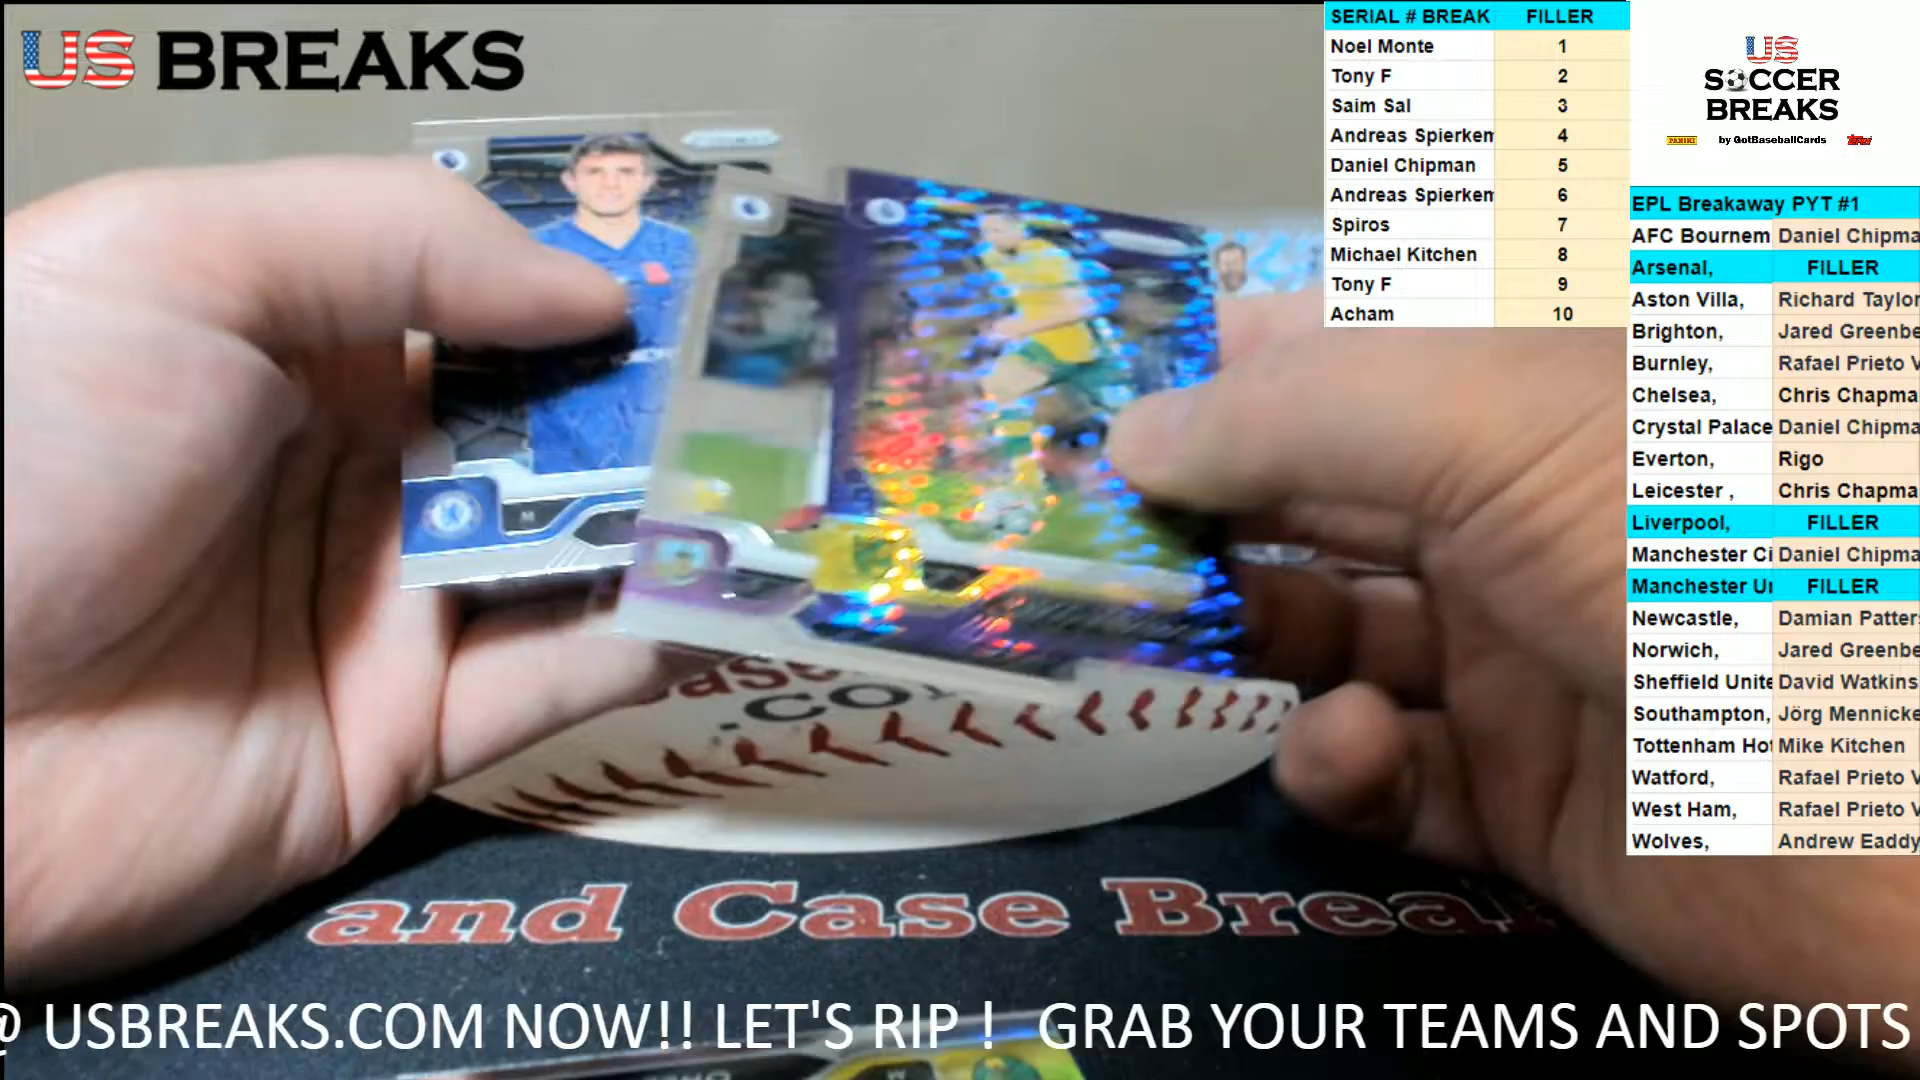 US BREAKS
SERIAL # BREAK FILLER
Noel Monte 1
Tony F 2
Saim Sal 3
Andreas Spierken 4
Daniel Chipman 5
Andreas Spierken 6
Spiros 7
Michael Kitchen 8
Tony F 9
Acham 10
US
SOCCER
BREAKS
PANINI by GotBaseballCards Topps
EPL Breakaway PYT #1
AFC Bournem Daniel Chipma
Arsenal, FILLER
Aston Villa, Richard Taylor
Brighton, Jared Greenbe
Burnley, Rafael Prieto V
Chelsea, Chris Chapma
Crystal Palace Daniel Chipma
Everton, Rigo
Leicester , Chris Chapma
Liverpool, FILLER
Manchester Ci Daniel Chipma
Manchester Un FILLER
Newcastle, Damian Patters
Norwich, Jared Greenbe
Sheffield Unite David Watkins
Southampton, Jörg Mennicke
Tottenham Hot Mike Kitchen
Watford, Rafael Prieto V
West Ham, Rafael Prieto V
Wolves, Andrew Eaddy
.CO
and Case Break
@ USBREAKS.COM NOW!! LET'S RIP ! GRAB YOUR TEAMS AND SPOTS